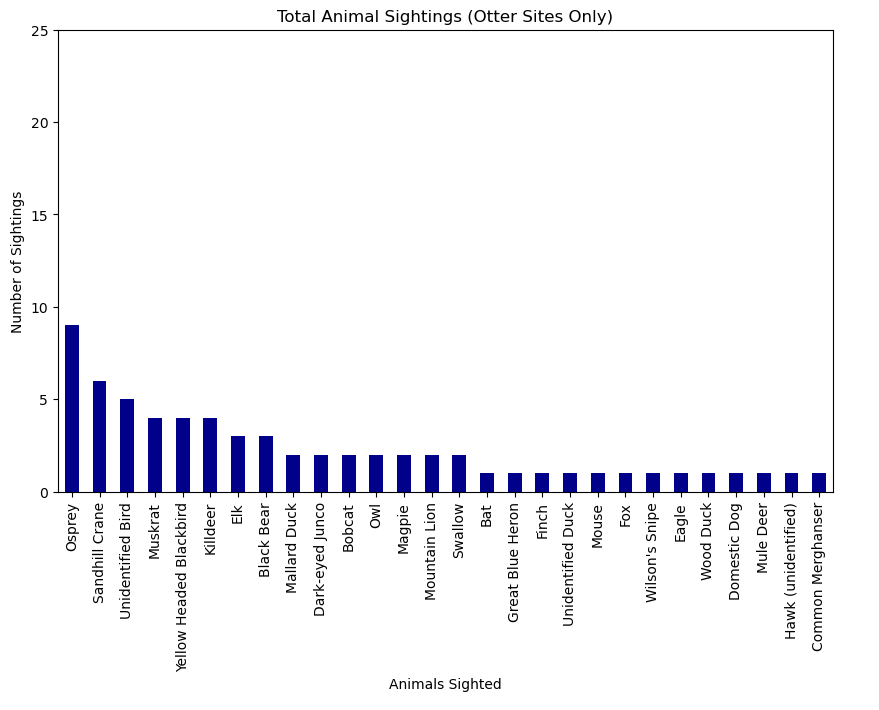 Total Animal Sightings (Otter Sites Only)
25
20
15
10
5
0
Number of Sightings
Osprey
Sandhill Crane
Unidentified Bird
Muskrat
Yellow Headed Blackbird
Killdeer
Elk
Black Bear
Mallard Duck
Dark-eyed Junco
Bobcat
Owl
Magpie
Mountain Lion
Swallow
Bat
Great Blue Heron
Finch
Unidentified Duck
Mouse
Fox
Wilson's Snipe
Eagle
Wood Duck
Domestic Dog
Mule Deer
Hawk (unidentified)
Common Merghanser
Animals Sighted